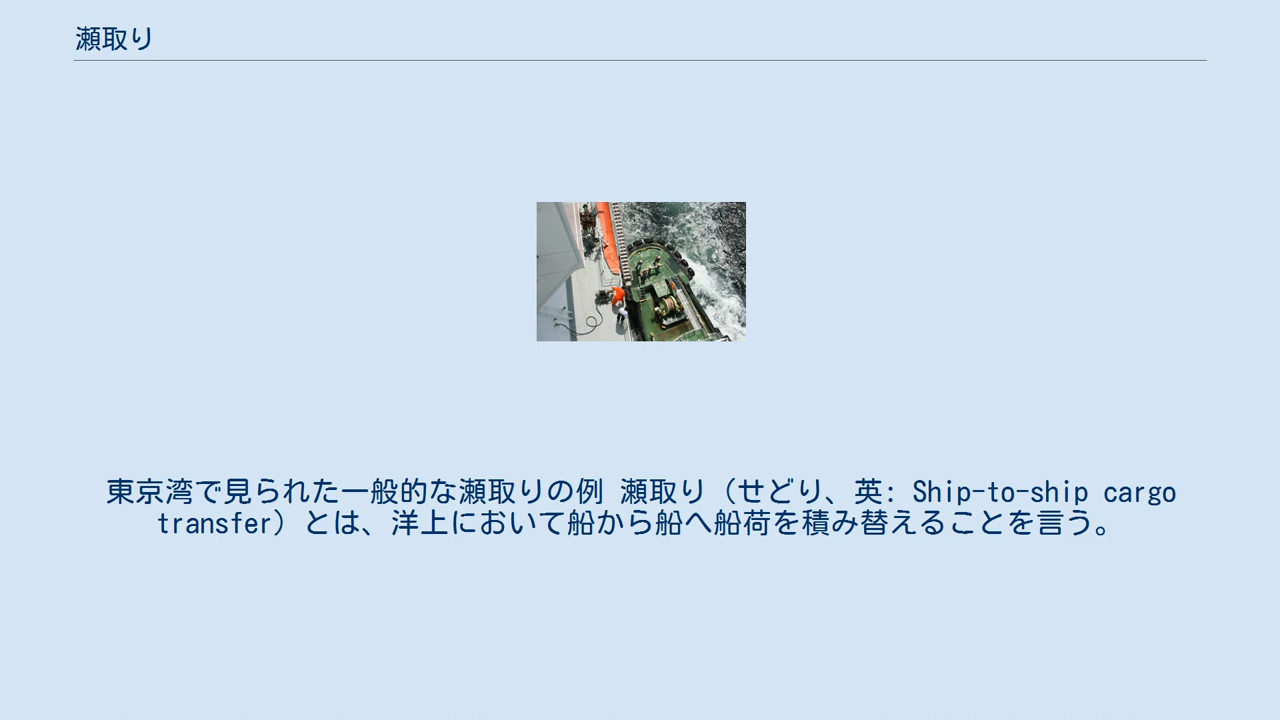 瀬取り
東京湾で見られた一般的な瀬取りの例 瀬取り（せどり、英: Ship-to-ship cargo
transfer）とは、洋上において船から船へ船荷を積み替えることを言う。